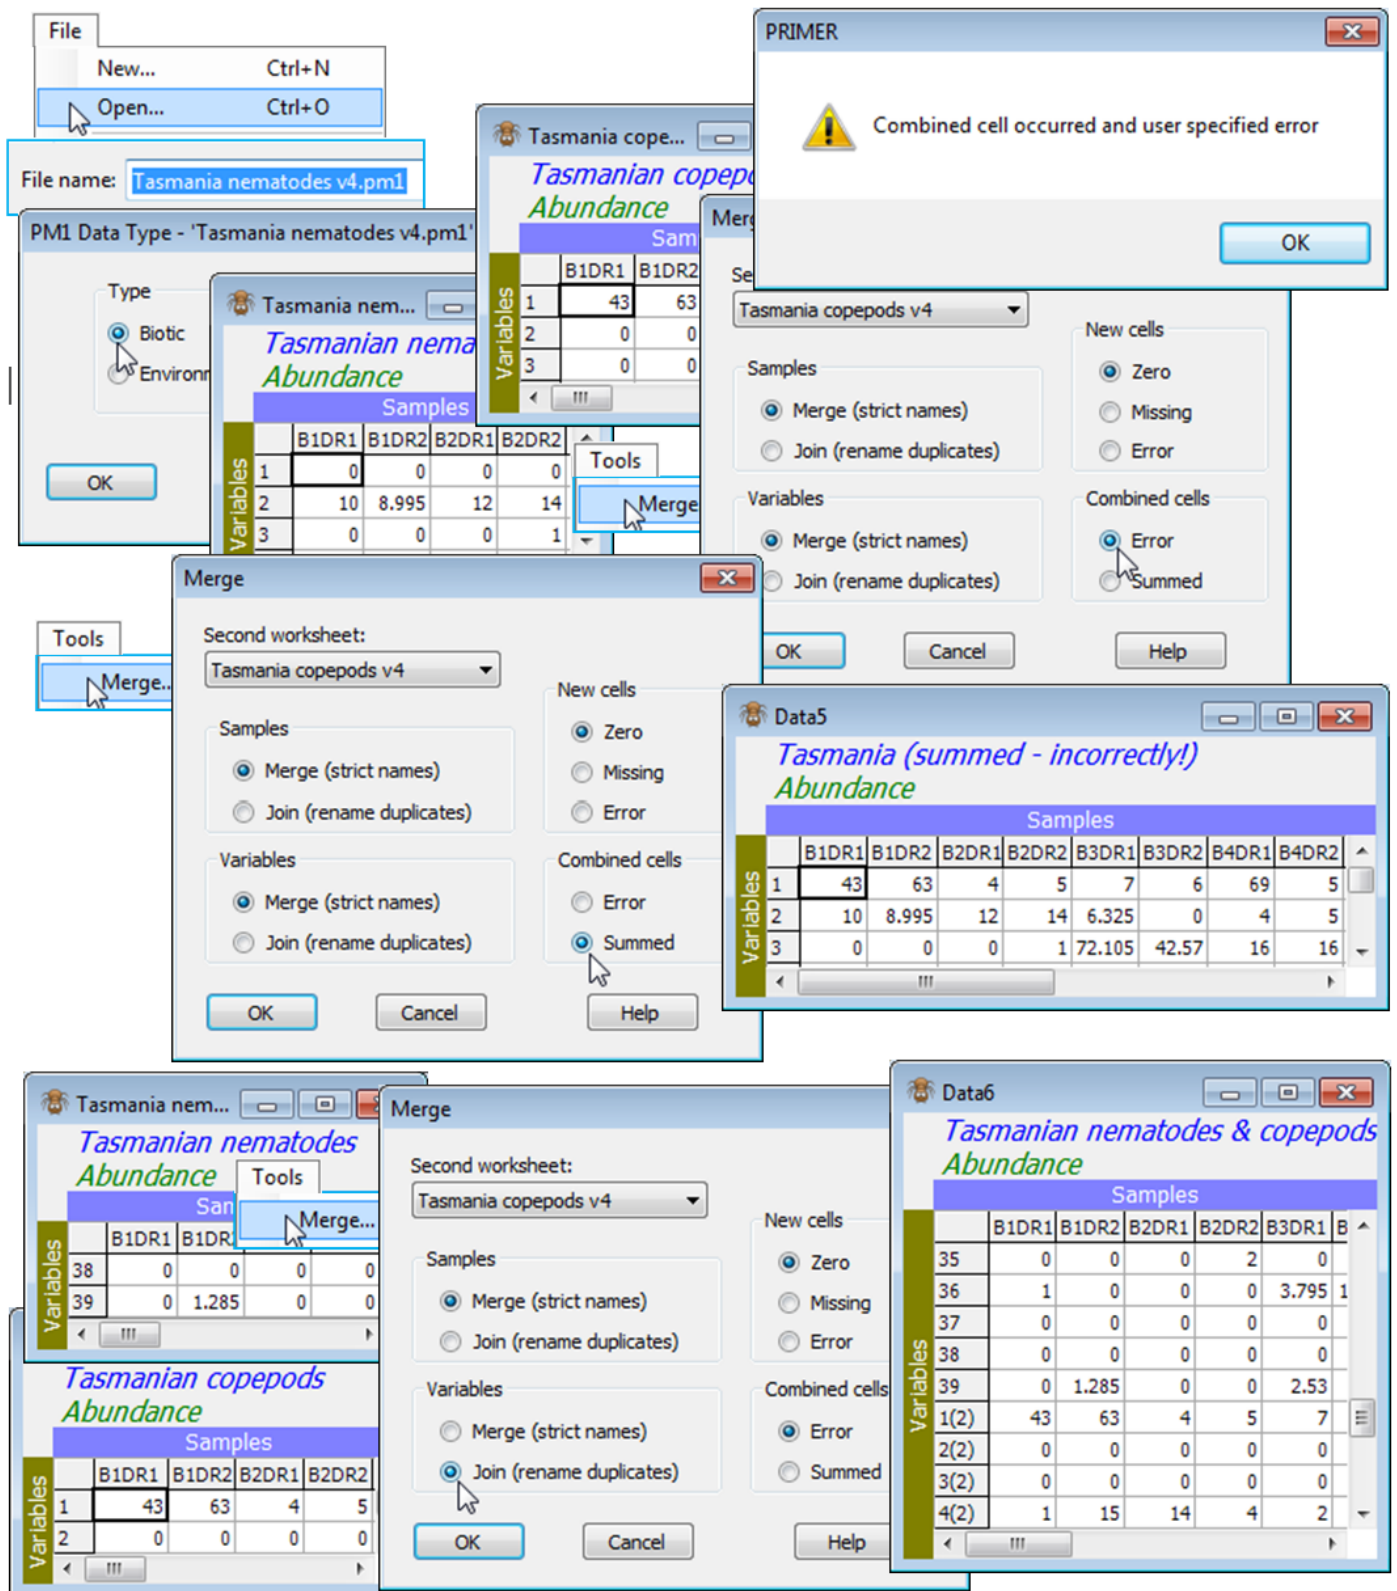 File
New... Ctrl+N
Open... Ctrl+O
File name: Tasmania nematodes v4.pm1
PM1 Data Type - 'Tasmania nematodes v4.pm1'
Type
Biotic
Environm
OK
Tasmania nem...
Tasmanian nema
Abundance
Samples
B1DR1 B1DR2 B2DR1 B2DR2
Variables
1 0 0 0 0
2 10 8.995 12 14
3 0 0 0 1
Tasmania cope...
Tasmanian copepo
Abundance
Sam
B1DR1 B1DR2
Variables
1 43 63
2 0 0
3 0 0
Tools
Merge
PRIMER
Combined cell occurred and user specified error
OK
Merg
Se
Tasmania copepods v4
Samples
Merge (strict names)
Join (rename duplicates)
Variables
Merge (strict names)
Join (rename duplicates)
New cells
Zero
Missing
Error
Combined cells
Error
Summed
OK Cancel Help
Tools
Merge..
Merge
Second worksheet:
Tasmania copepods v4
Samples
Merge (strict names)
Join (rename duplicates)
Variables
Merge (strict names)
Join (rename duplicates)
New cells
Zero
Missing
Error
Combined cells
Error
Summed
OK Cancel Help
Data5
Tasmania (summed - incorrectly!)
Abundance
Samples
B1DR1 B1DR2 B2DR1 B2DR2 B3DR1 B3DR2 B4DR1 B4DR2
Variables
1 43 63 4 5 7 6 69 5
2 10 8.995 12 14 6.325 0 4 5
3 0 0 0 1 72.105 42.57 16 16
Tasmania nem...
Tasmanian nematodes
Abundance
Sam
B1DR1 B1DR
Variables
38 0 0 0 0
39 0 1.285 0 0
Tools
Merge...
Tasmanian copepods
Abundance
Samples
B1DR1 B1DR2 B2DR1 B2DR2
Variables
1 43 63 4 5
2 0 0 0 0
Merge
Second worksheet:
Tasmania copepods v4
Samples
Merge (strict names)
Join (rename duplicates)
Variables
Merge (strict names)
Join (rename duplicates)
New cells
Zero
Missing
Error
Combined cells
Error
Summed
OK Cancel Help
Data6
Tasmanian nematodes & copepods
Abundance
Samples
B1DR1 B1DR2 B2DR1 B2DR2 B3DR1 B
Variables
35 0 0 0 2 0
36 1 0 0 0 3.795 1
37 0 0 0 0 0
38 0 0 0 0 0
39 0 1.285 0 0 2.53
1(2) 43 63 4 5 7
2(2) 0 0 0 0 0
3(2) 0 0 0 0 0
4(2) 1 15 14 4 2